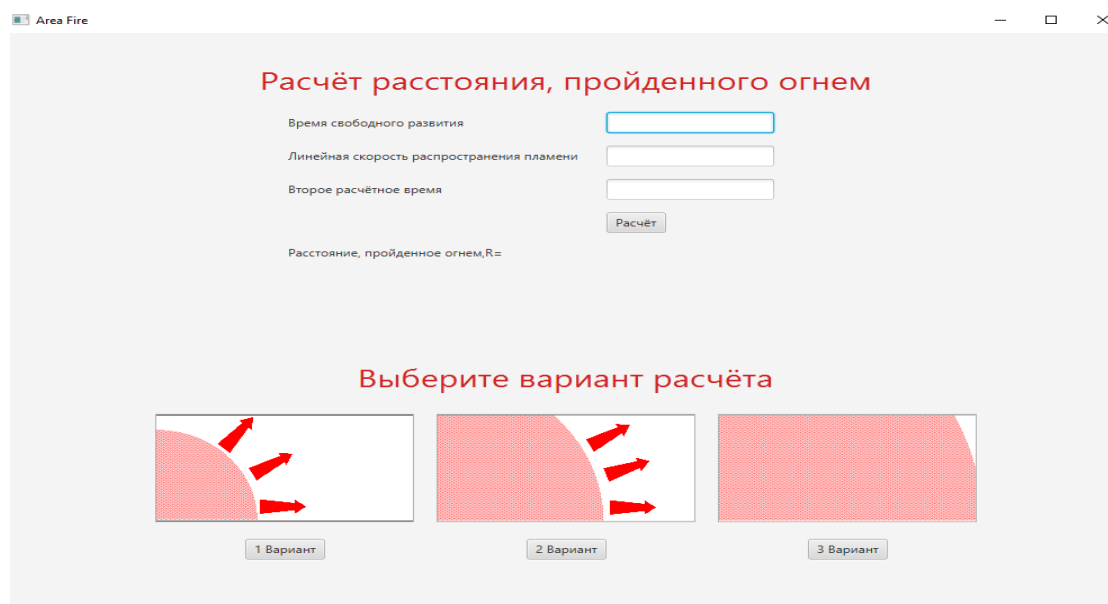 Area Fire
Расчёт расстояния, пройденного огнем
Время свободного развития
Линейная скорость распространения пламени
Второе расчётное время
Расчёт
Расстояние, пройденное огнем,R=
Выберите вариант расчёта
1 Вариант
2 Вариант
3 Вариант